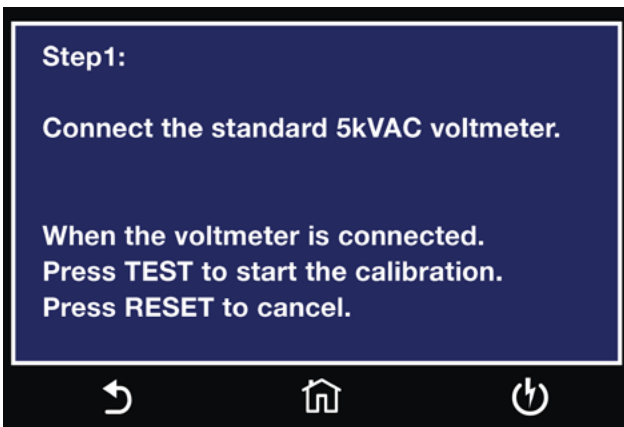 Step1:
Connect the standard 5kVAC voltmeter.
When the voltmeter is connected.
Press TEST to start the calibration.
Press RESET to cancel.